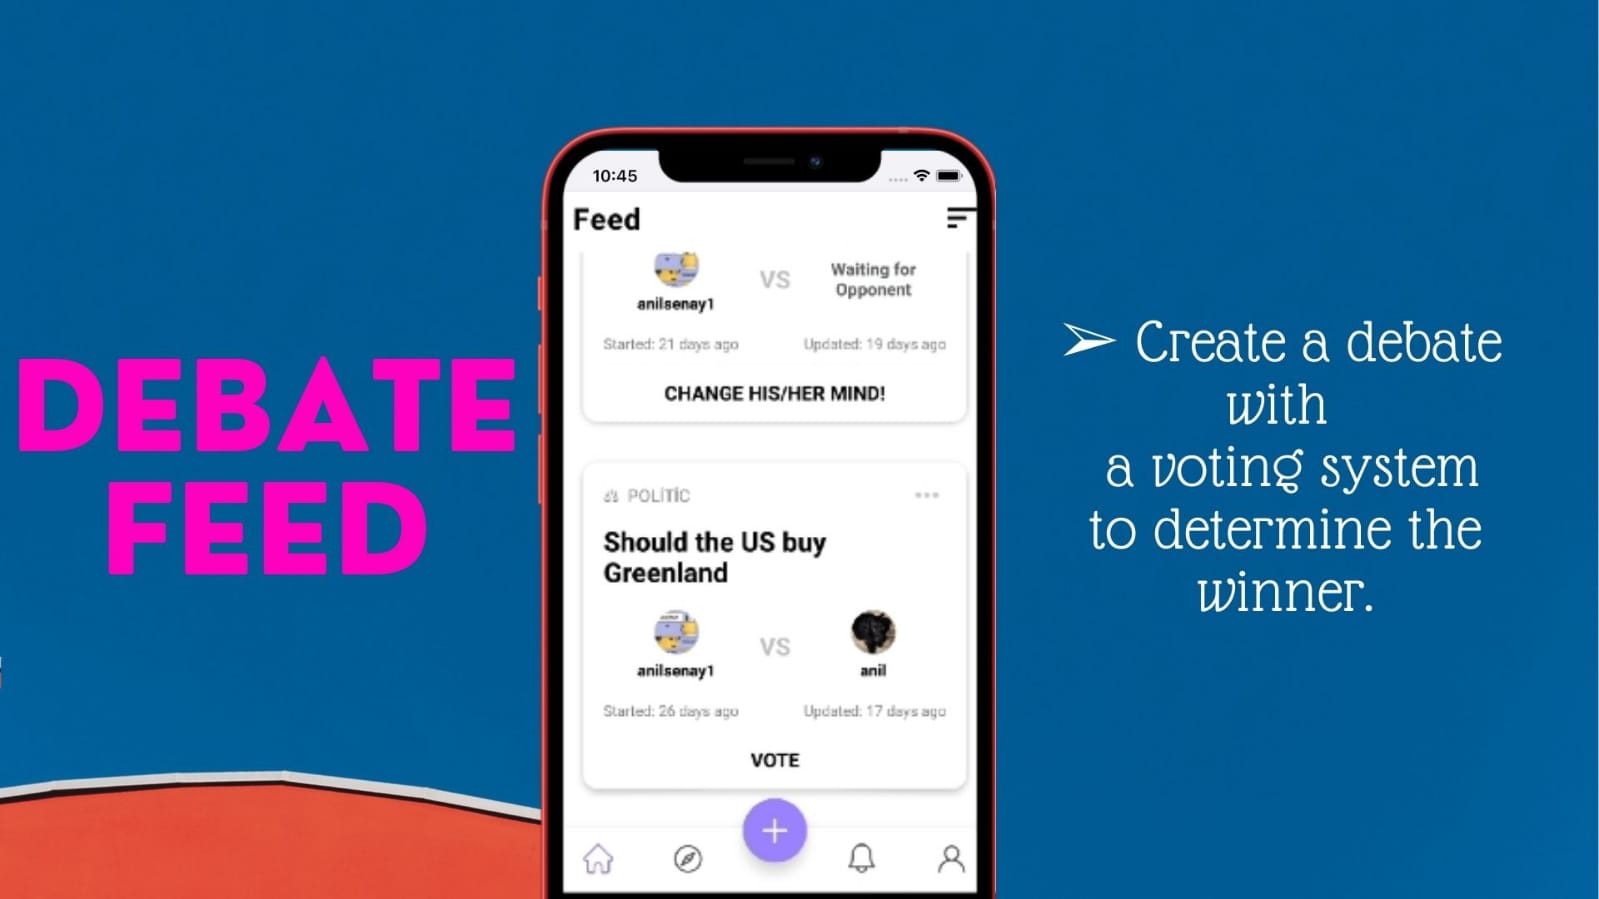 DEBATE
FEED
10:45
Feed
VS
Waiting for
Opponent
anilsenay1
Started: 21 days ago
Updated: 19 days ago
CHANGE HIS/HER MIND!
POLİTİC
Should the US buy
Greenland
VS
anilsenay1
anil
Started: 26 days ago
Updated: 17 days ago
VOTE
➢ Create a debate
with
a voting system
to determine the
winner.